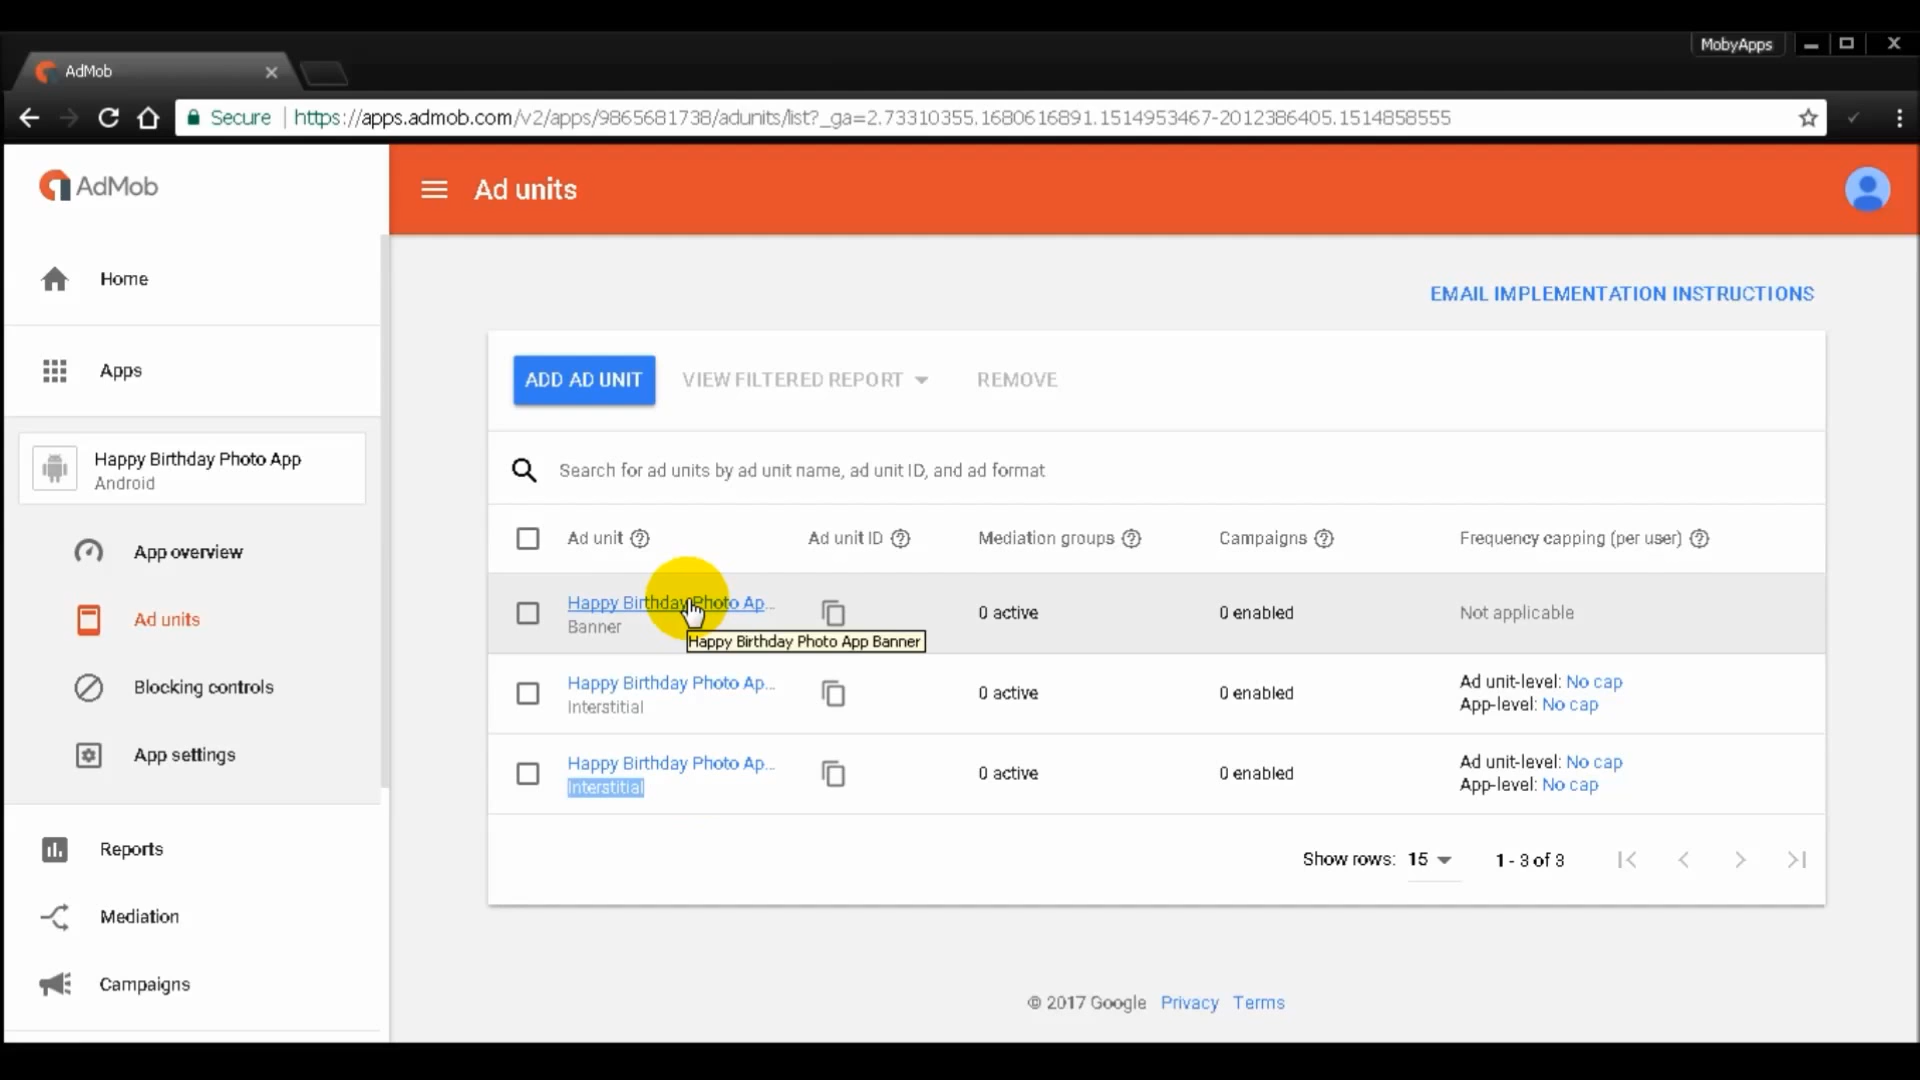 MobyApps
AdMob
Secure https://apps.admob.com/v2/apps/9865681738/adunits/list?_ga=2.73310355.1680616891.1514953467-2012386405.1514858555
AdMob
Ad units
Home
Apps
Happy Birthday Photo App
Android
App overview
Ad units
Blocking controls
App settings
Reports
Mediation
Campaigns
EMAIL IMPLEMENTATION INSTRUCTIONS
ADD AD UNIT VIEW FILTERED REPORT REMOVE
Search for ad units by ad unit name, ad unit ID, and ad format
Ad unit Ad unit ID Mediation groups Campaigns Frequency capping (per user)
Happy Birthday Photo Ap... 0 active 0 enabled Not applicable
Banner
Happy Birthday Photo App Banner
Happy Birthday Photo Ap... 0 active 0 enabled Ad unit-level: No cap
Interstitial App-level: No cap
Happy Birthday Photo Ap... 0 active 0 enabled Ad unit-level: No cap
Interstitial App-level: No cap
Show rows: 15 1 - 3 of 3
© 2017 Google Privacy Terms